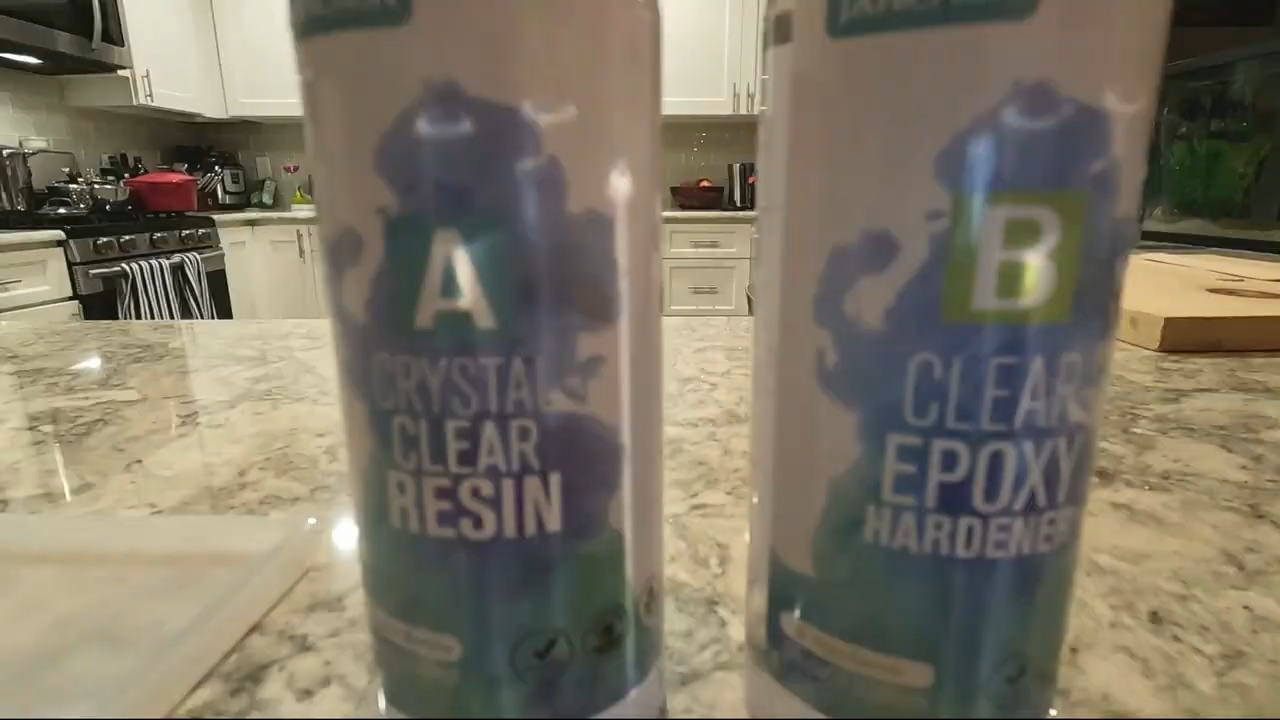 A
CRYSTAL
CLEAR
RESIN
B
CLEAR
EPOXY
HARDENER